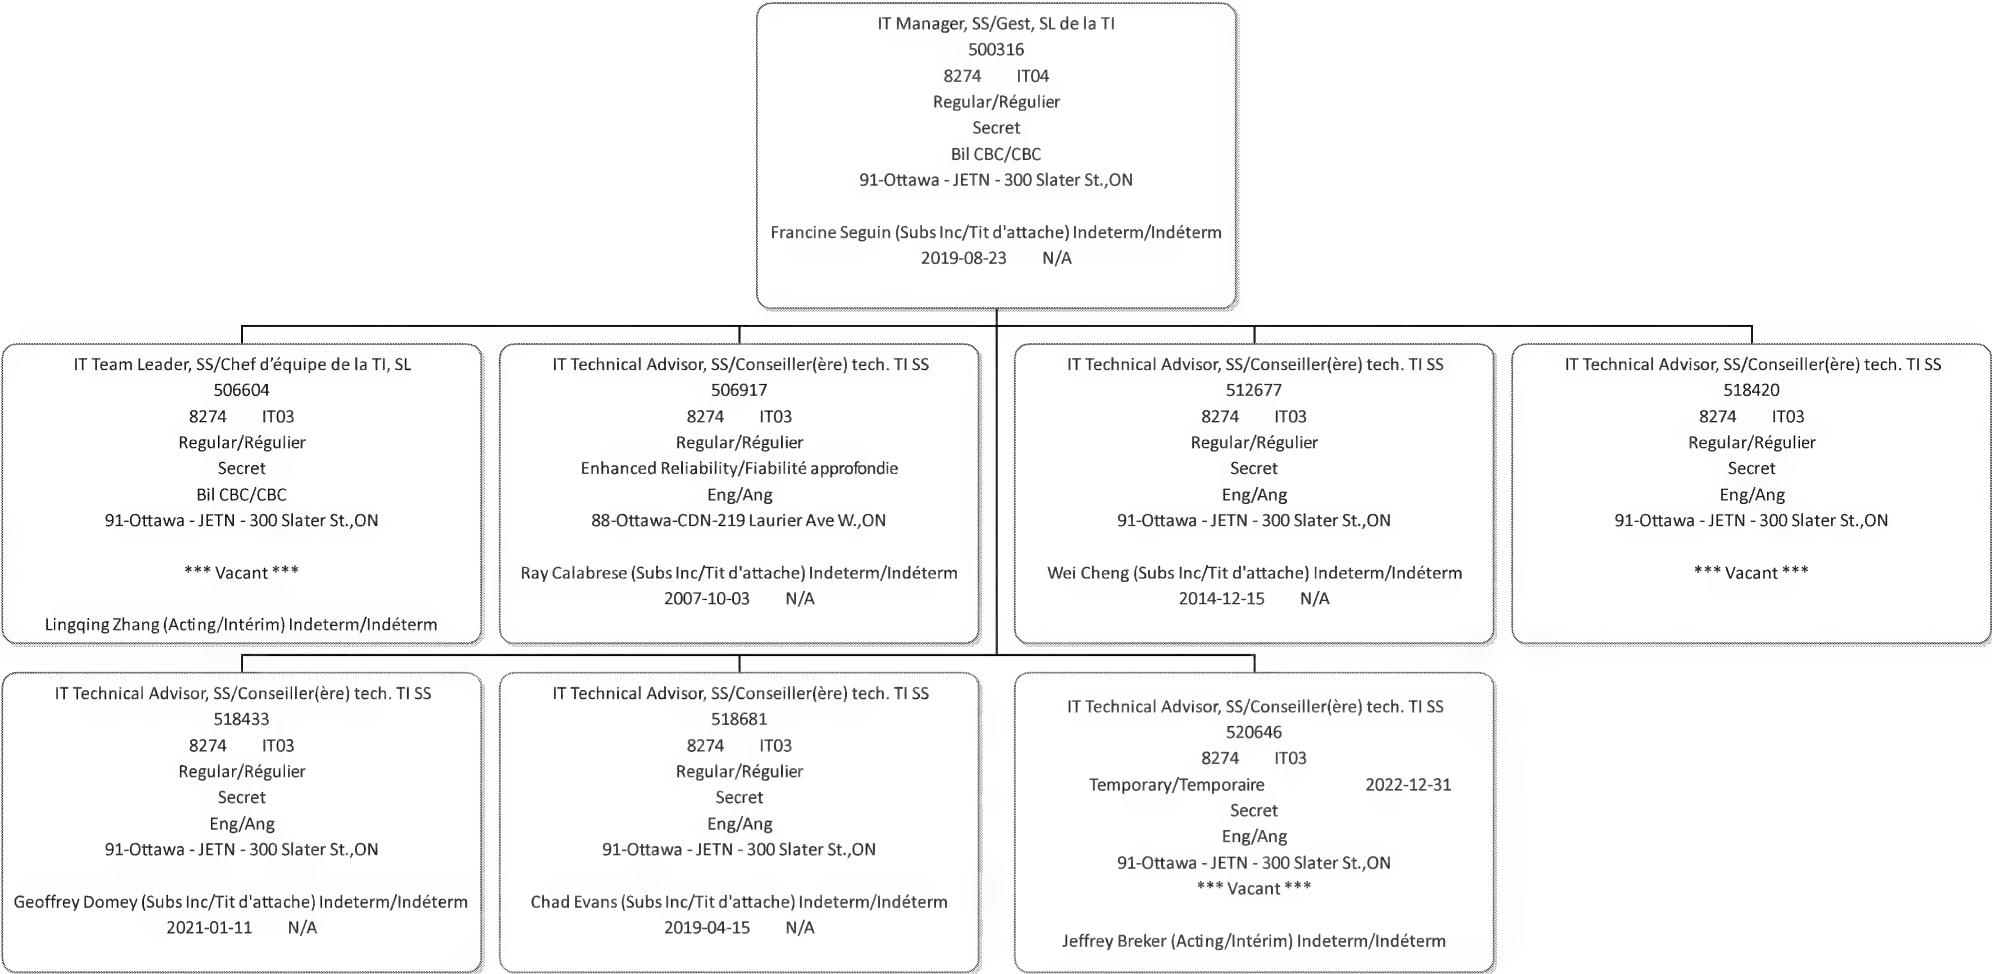 IT Manager, SS/Gest, SL de la TI
500316
8274 IT04
Regular/Régulier
Secret
Bil CBC/CBC
91-Ottawa - JETN - 300 Slater St.,ON
Francine Seguin (Subs Inc/Tit d'attache) Indeterm/Indéterm
2019-08-23 N/A
IT Team Leader, SS/Chef d’équipe de la TI, SL
506604
8274 IT03
Regular/Régulier
Secret
Bil CBC/CBC
91-Ottawa - JETN - 300 Slater St.,ON
*** Vacant ***
Lingqing Zhang (Acting/Intérim) Indeterm/Indéterm
IT Technical Advisor, SS/Conseiller(ère) tech. TI SS
506917
8274 IT03
Regular/Régulier
Enhanced Reliability/Fiabilité approfondie
Eng/Ang
88-Ottawa-CDN-219 Laurier Ave W.,ON
Ray Calabrese (Subs Inc/Tit d'attache) Indeterm/Indéterm
2007-10-03 N/A
IT Technical Advisor, SS/Conseiller(ère) tech. TI SS
512677
8274 IT03
Regular/Régulier
Secret
Eng/Ang
91-Ottawa - JETN - 300 Slater St.,ON
Wei Cheng (Subs Inc/Tit d'attache) Indeterm/Indéterm
2014-12-15 N/A
IT Technical Advisor, SS/Conseiller(ère) tech. TI SS
518420
8274 IT03
Regular/Régulier
Secret
Eng/Ang
91-Ottawa - JETN - 300 Slater St.,ON
*** Vacant ***
IT Technical Advisor, SS/Conseiller(ère) tech. TI SS
518433
8274 IT03
Regular/Régulier
Secret
Eng/Ang
91-Ottawa - JETN - 300 Slater St.,ON
Geoffrey Domey (Subs Inc/Tit d'attache) Indeterm/Indéterm
2021-01-11 N/A
IT Technical Advisor, SS/Conseiller(ère) tech. TI SS
518681
8274 IT03
Regular/Régulier
Secret
Eng/Ang
91-Ottawa - JETN - 300 Slater St.,ON
Chad Evans (Subs Inc/Tit d'attache) Indeterm/Indéterm
2019-04-15 N/A
IT Technical Advisor, SS/Conseiller(ère) tech. TI SS
520646
8274 IT03
Temporary/Temporaire 2022-12-31
Secret
Eng/Ang
91-Ottawa - JETN - 300 Slater St.,ON
*** Vacant ***
Jeffrey Breker (Acting/Intérim) Indeterm/Indéterm